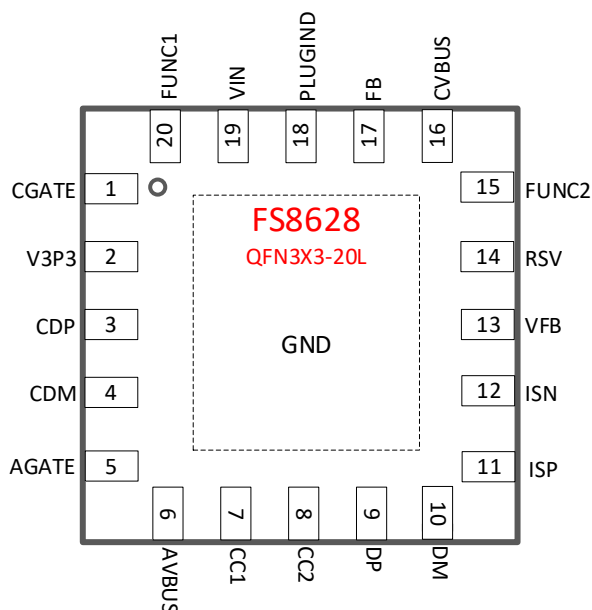 FUNC1
VIN
PLUGIND
FB
CVBUS
20
19
18
17
16
CGATE 1
15 FUNC2
FS8628
QFN3X3-20L
V3P3 2
14 RSV
CDP 3
13 VFB
GND
CDM 4
12 ISN
AGATE 5
11 ISP
6
7
8
9
10
AVBUS
CC1
CC2
DP
DM